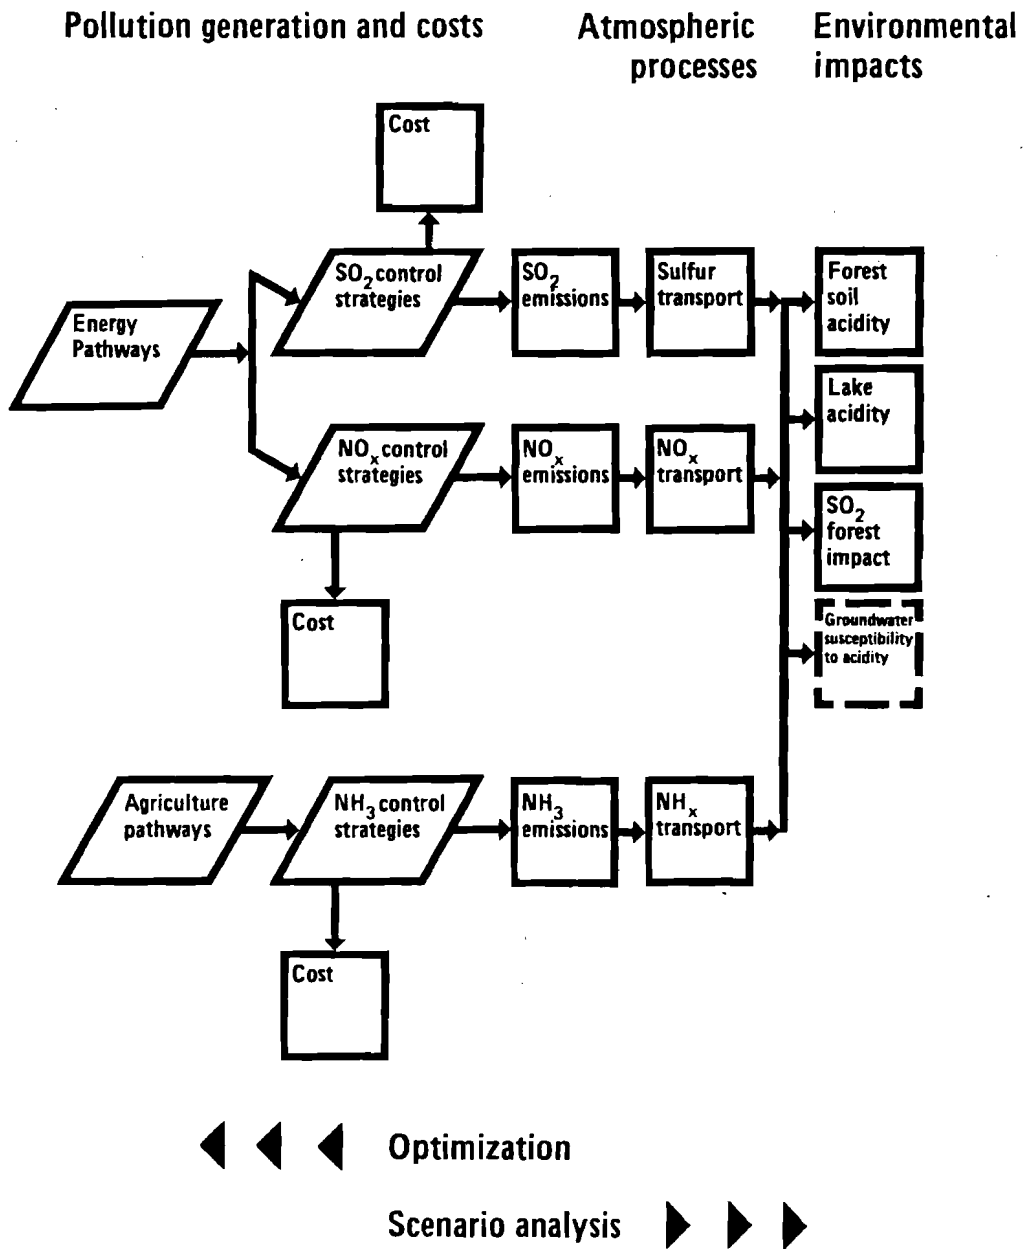 Pollution generation and costs
Atmospheric
processes
Environmental
impacts
Cost
SO₂ control
strategies
SO₂
emissions
Sulfur
transport
Forest
soil
acidity
Energy
Pathways
Lake
acidity
NOₓ control
strategies
NOₓ
emissions
NOₓ
transport
SO₂
forest
impact
Cost
Groundwater
susceptibility
to acidity
Agriculture
pathways
NH₃ control
strategies
NH₃
emissions
NHₓ
transport
Cost
Optimization
Scenario analysis